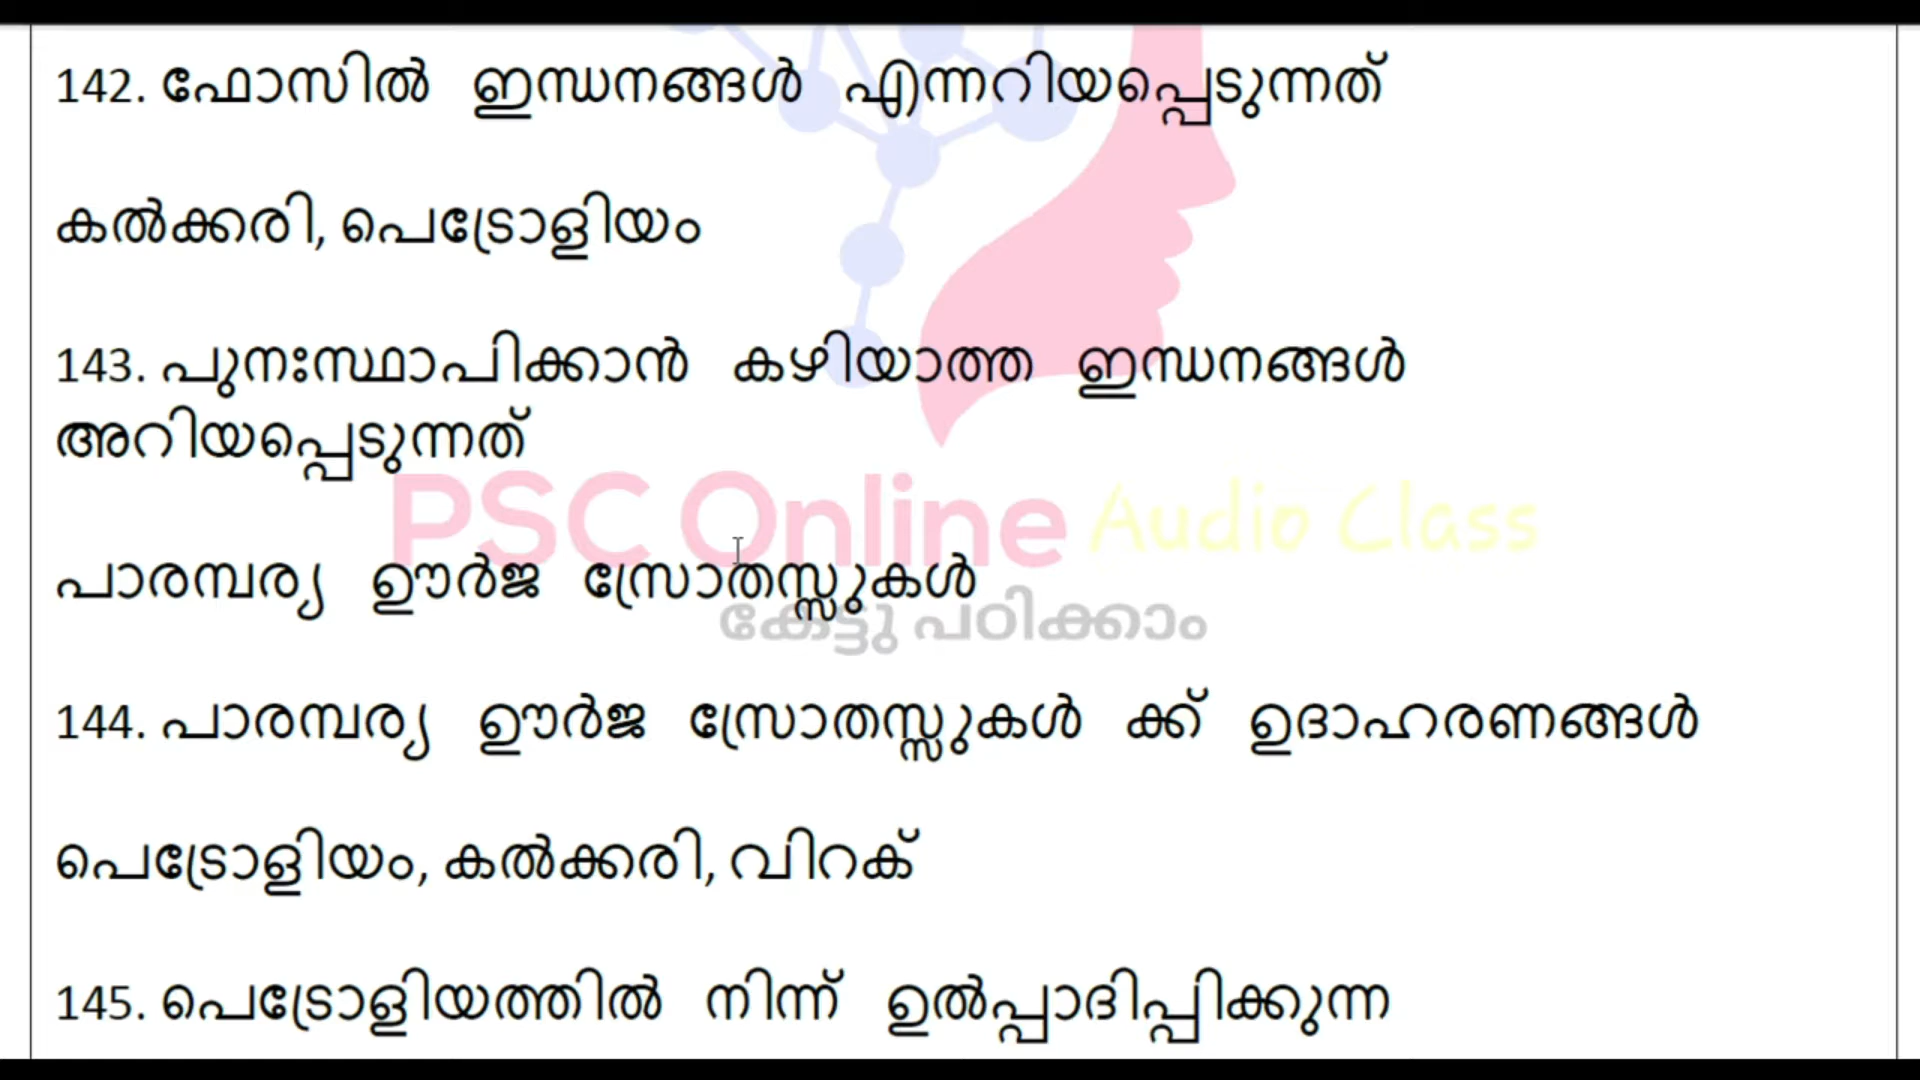 142. ഫോസിൽ ഇന്ധനങ്ങൾ എന്നറിയപ്പെടുന്നത്
കൽക്കരി, പെട്രോളിയം
143. പുനഃസ്ഥാപിക്കാൻ കഴിയാത്ത ഇന്ധനങ്ങൾ
അറിയപ്പെടുന്നത്
PSC Online Audio Class
പാരമ്പര്യ ഊർജ സ്രോതസ്സുകൾ
കേട്ടു പഠിക്കാം
144. പാരമ്പര്യ ഊർജ സ്രോതസ്സുകൾ ക്ക് ഉദാഹരണങ്ങൾ
പെട്രോളിയം, കൽക്കരി, വിറക്
145. പെട്രോളിയത്തിൽ നിന്ന് ഉൽപ്പാദിപ്പിക്കുന്ന